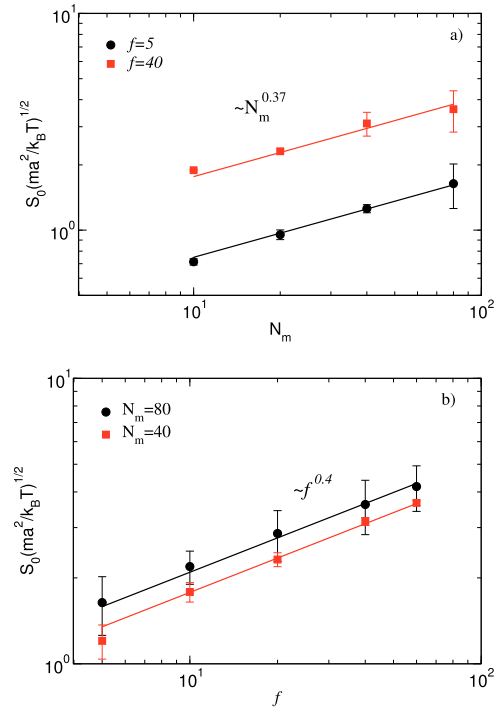 10^1
a)
f=5
f=40
~N_m^0.37
S_0(ma^2/k_BT)^1/2
10^0
10^1
10^2
N_m
10^1
b)
N_m=80
N_m=40
~f^0.4
S_0(ma^2/k_BT)^1/2
10^0
10^1
10^2
f